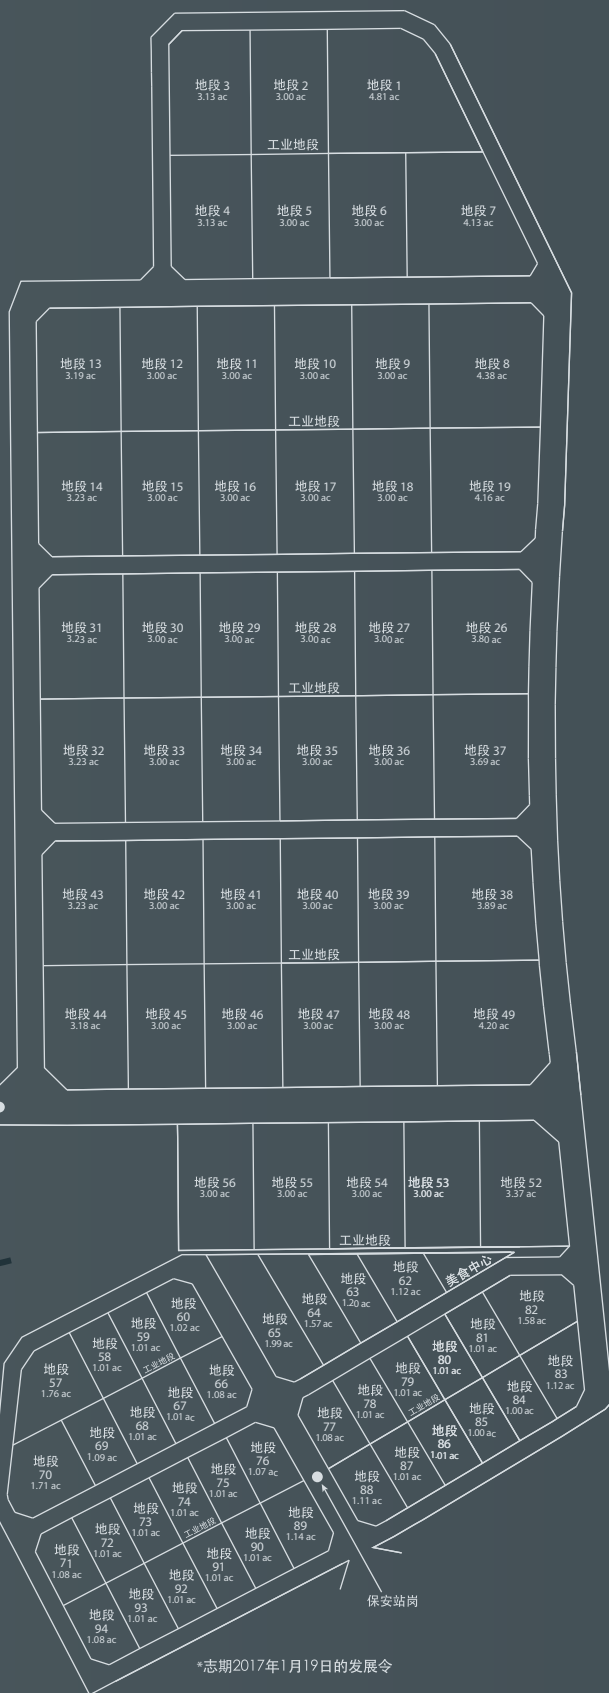 地段 3
3.13 ac
地段 2
3.00 ac
地段 1
4.81 ac
工业地段
地段 4
3.13 ac
地段 5
3.00 ac
地段 6
3.00 ac
地段 7
4.13 ac
地段 13
3.19 ac
地段 12
3.00 ac
地段 11
3.00 ac
地段 10
3.00 ac
地段 9
3.00 ac
地段 8
4.38 ac
工业地段
地段 14
3.23 ac
地段 15
3.00 ac
地段 16
3.00 ac
地段 17
3.00 ac
地段 18
3.00 ac
地段 19
4.16 ac
地段 31
3.23 ac
地段 30
3.00 ac
地段 29
3.00 ac
地段 28
3.00 ac
地段 27
3.00 ac
地段 26
3.80 ac
工业地段
地段 32
3.23 ac
地段 33
3.00 ac
地段 34
3.00 ac
地段 35
3.00 ac
地段 36
3.00 ac
地段 37
3.69 ac
地段 43
3.23 ac
地段 42
3.00 ac
地段 41
3.00 ac
地段 40
3.00 ac
地段 39
3.00 ac
地段 38
3.89 ac
工业地段
地段 44
3.18 ac
地段 45
3.00 ac
地段 46
3.00 ac
地段 47
3.00 ac
地段 48
3.00 ac
地段 49
4.20 ac
地段 56
3.00 ac
地段 55
3.00 ac
地段 54
3.00 ac
地段 53
3.00 ac
地段 52
3.37 ac
工业地段
地段
65
1.99 ac
地段
64
1.57 ac
地段
63
1.20 ac
地段
62
1.12 ac
美食中心
地段
57
1.76 ac
地段
58
1.01 ac
地段
59
1.01 ac
地段
60
1.02 ac
工业地段
地段
70
1.71 ac
地段
69
1.09 ac
地段
68
1.01 ac
地段
67
1.01 ac
地段
66
1.08 ac
地段
77
1.08 ac
地段
78
1.01 ac
地段
79
1.01 ac
地段
80
1.01 ac
地段
81
1.01 ac
地段
82
1.58 ac
工业地段
地段
88
1.11 ac
地段
87
1.01 ac
地段
86
1.01 ac
地段
85
1.00 ac
地段
84
1.00 ac
地段
83
1.12 ac
地段
71
1.08 ac
地段
72
1.01 ac
地段
73
1.01 ac
地段
74
1.01 ac
地段
75
1.01 ac
地段
76
1.07 ac
工业地段
地段
94
1.08 ac
地段
93
1.01 ac
地段
92
1.01 ac
地段
91
1.01 ac
地段
90
1.01 ac
地段
89
1.14 ac
保安站岗
*志期2017年1月19日的发展令